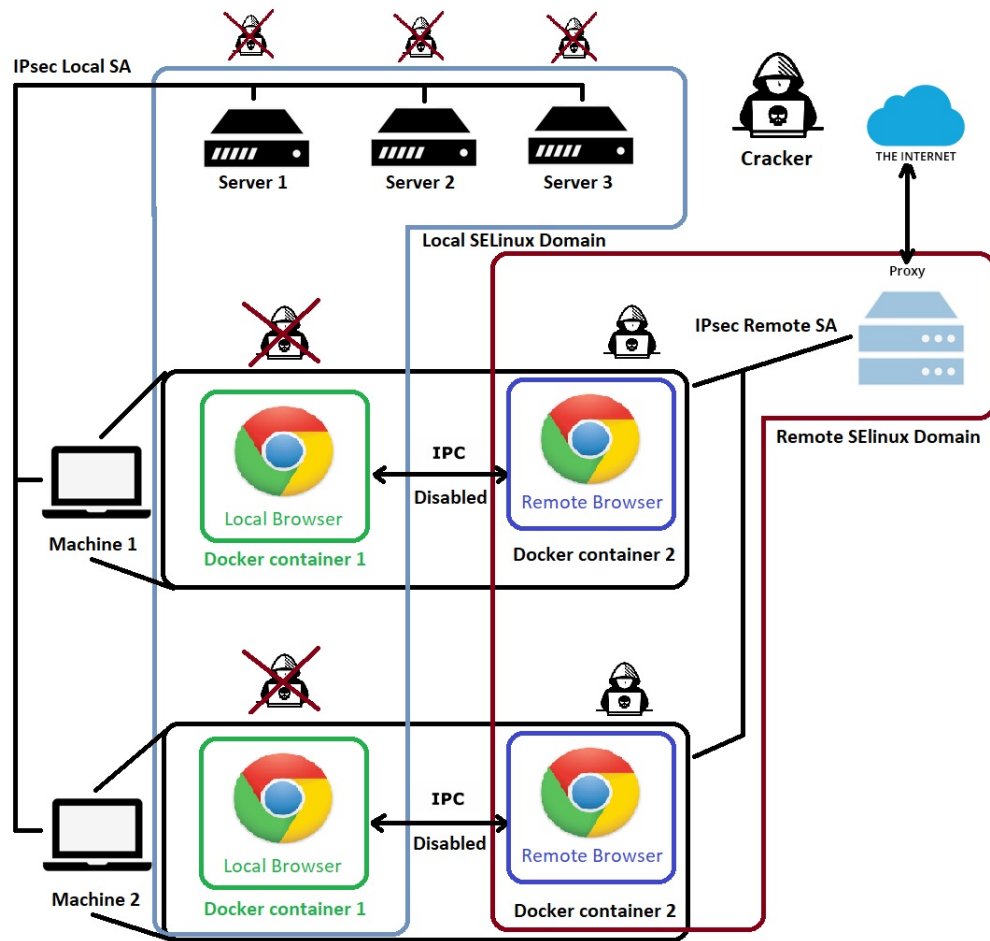 IPsec Local SA
Server 1
Server 2
Server 3
Cracker
THE INTERNET
Local SELinux Domain
Proxy
IPsec Remote SA
Remote SElinux Domain
Machine 1
Local Browser
Docker container 1
IPC
Disabled
Remote Browser
Docker container 2
Machine 2
Local Browser
Docker container 1
IPC
Disabled
Remote Browser
Docker container 2